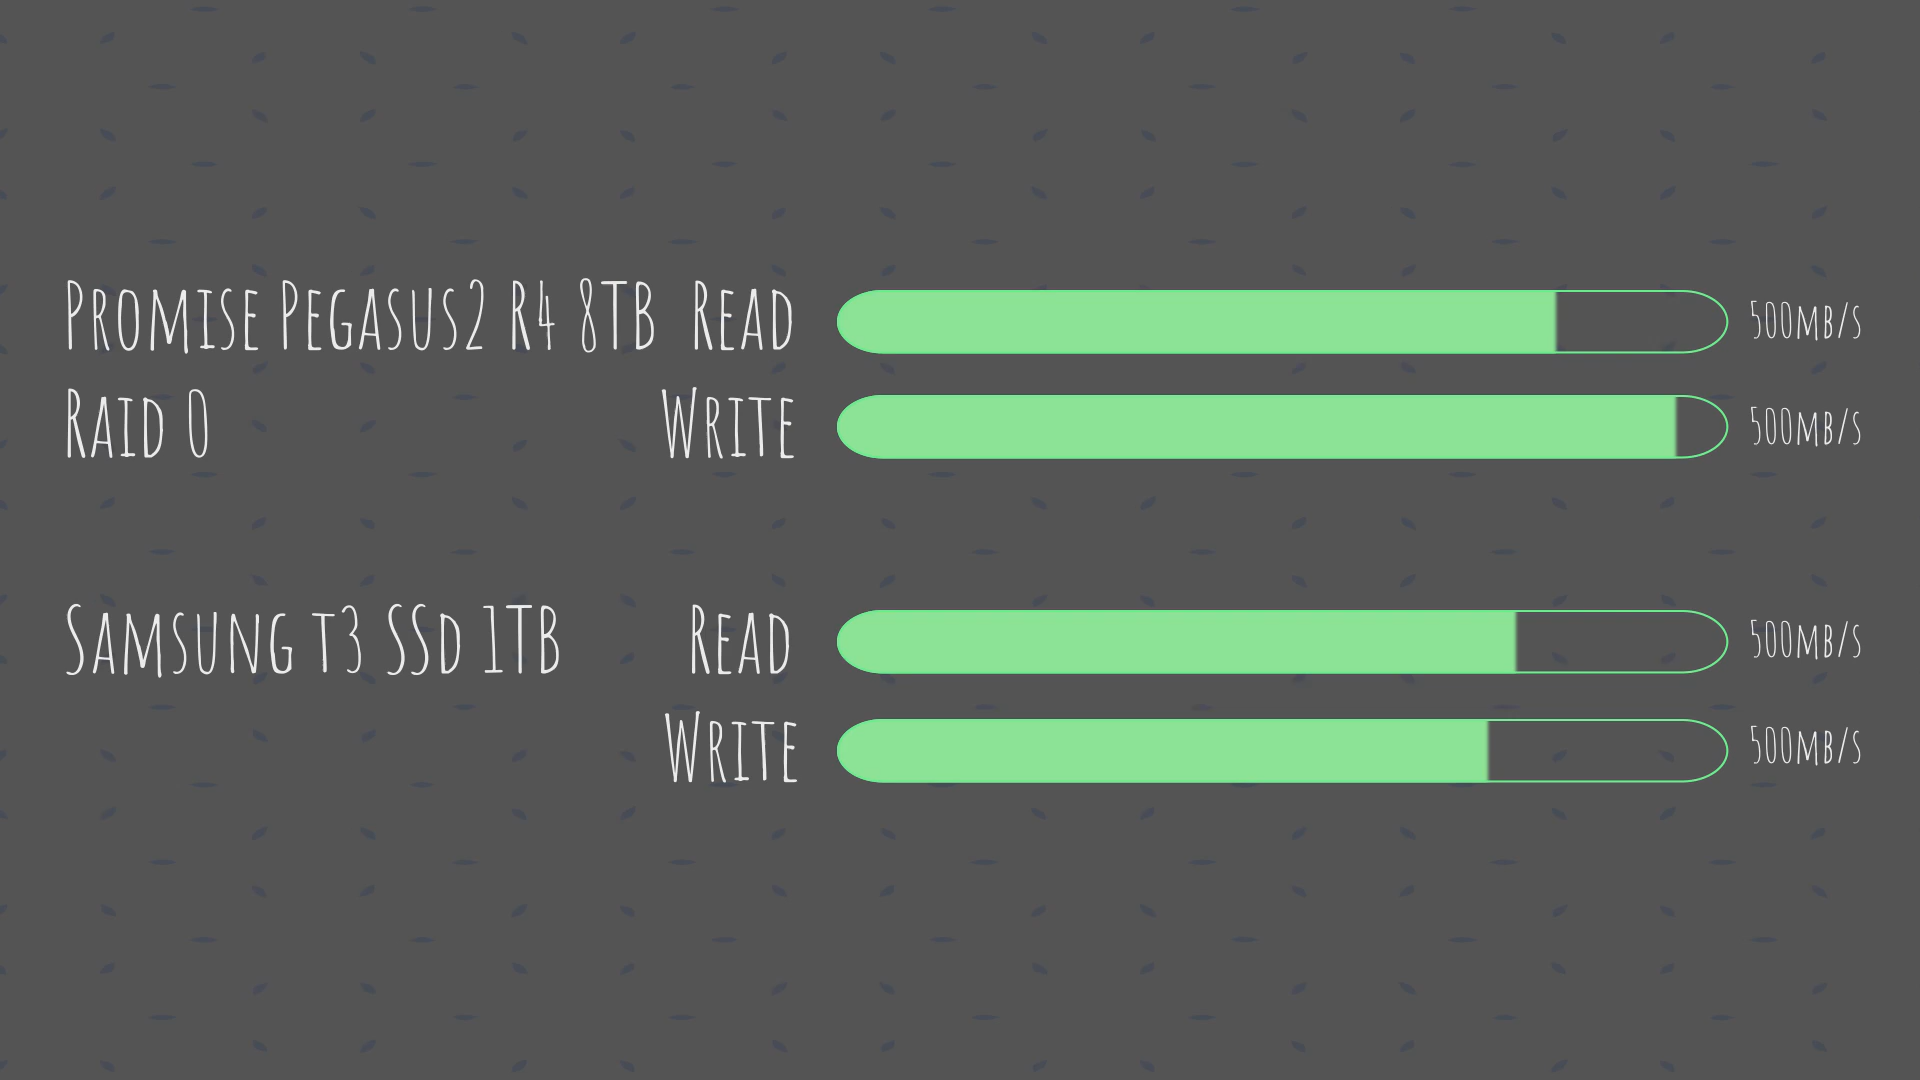 Promise Pegasus2 R4 8TB Read 500mb/s
Raid 0 Write 500mb/s
Samsung t3 SSd 1TB Read 500mb/s
Write 500mb/s